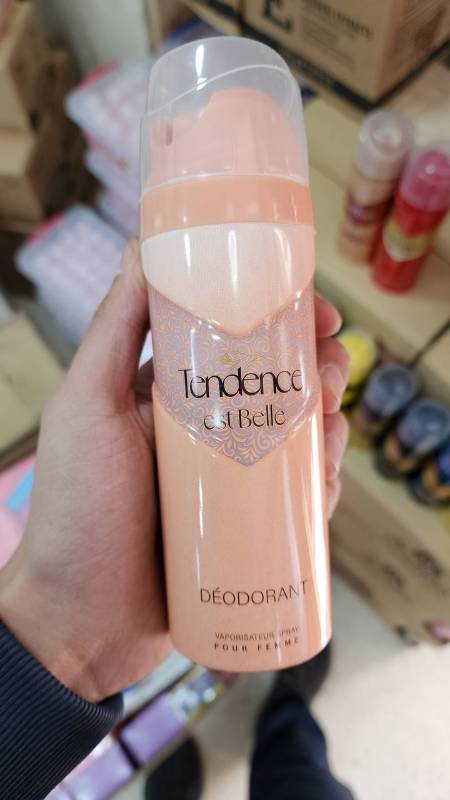 Tendence
est Belle
DÉODORANT
VAPORISATEUR SPRAY
POUR FEMME